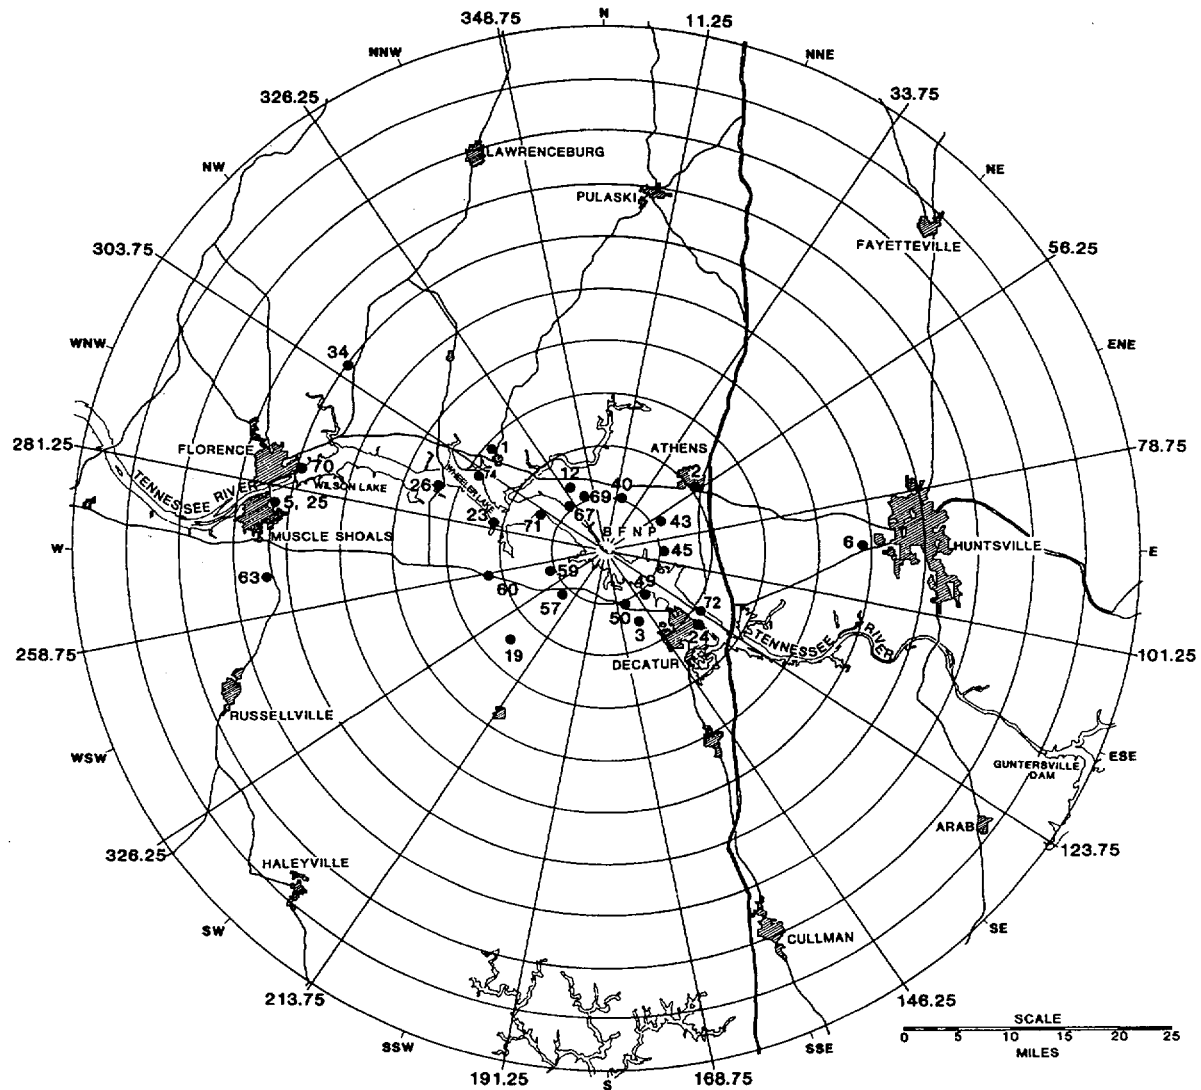 N
348.75
11.25
NNW
NNE
326.25
33.75
LAWRENCEBURG
NW
NE
PULASKI
FAYETTEVILLE
303.75
56.25
WNW
ENE
34
281.25
FLORENCE
1
ATHENS
78.75
70
74
12
2
TENNESSEE RIVER
WILSON LAKE
26
WHEELER LAKE
69
40
5, 25
23
71
67
43
MUSCLE SHOALS
BFNP
W
45
6
HUNTSVILLE
E
63
60
59
57
49
72
50
3
24
TENNESSEE RIVER
19
DECATUR
258.75
101.25
RUSSELLVILLE
WSW
ESE
GUNTERSVILLE
DAM
ARAB
326.25
123.75
HALEYVILLE
SW
CULLMAN
SE
213.75
146.25
SCALE
0 5 10 15 20 25
MILES
SSW
SSE
191.25
168.75
S